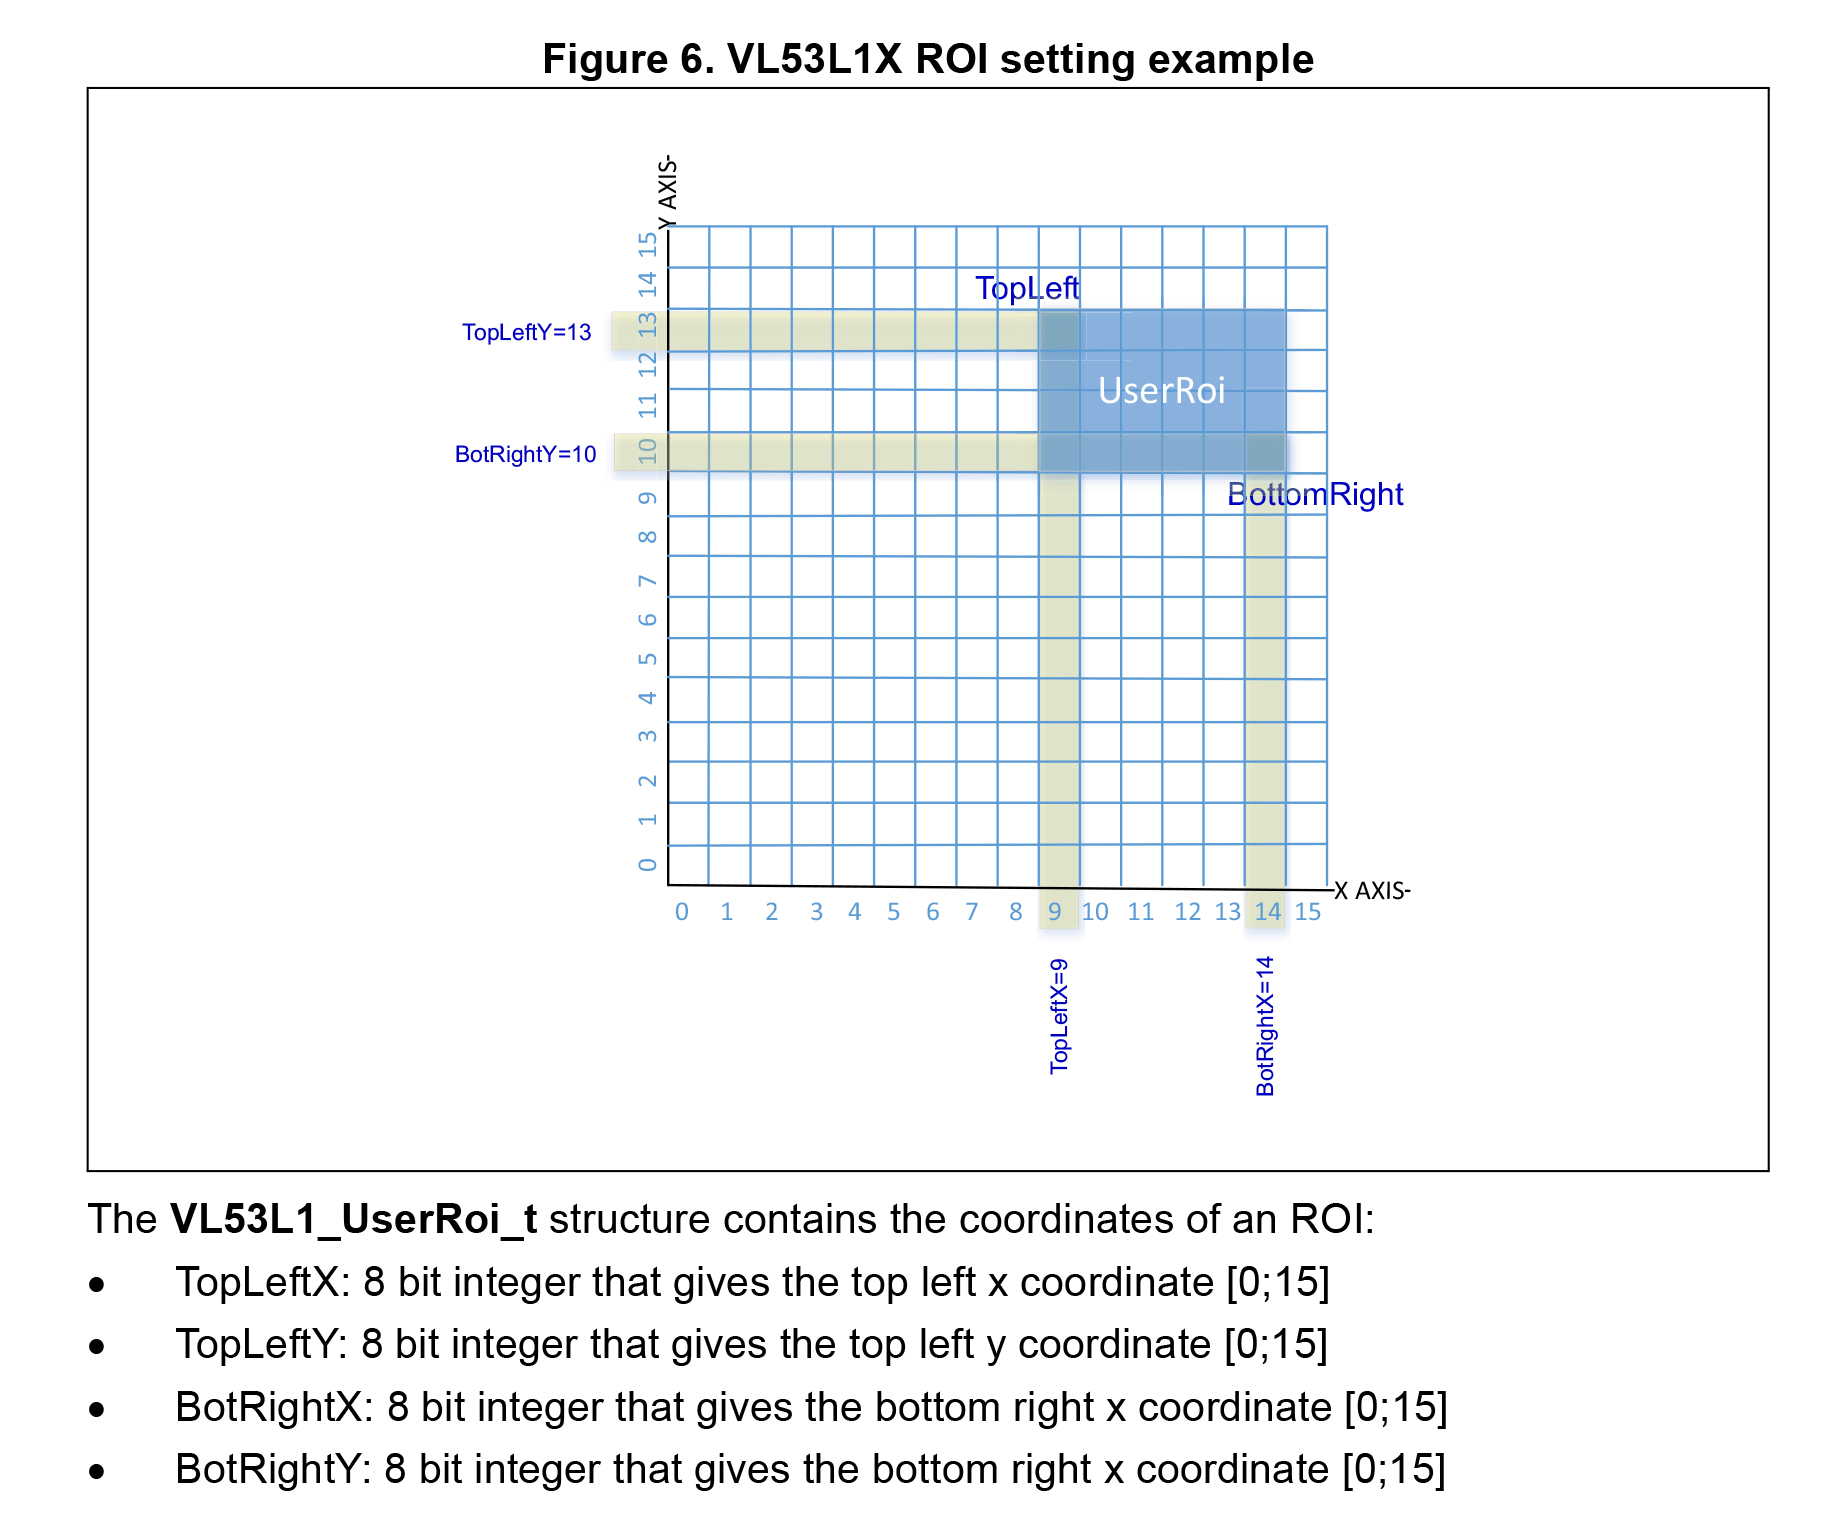 Figure 6. VL53L1X ROI setting example
Y AXIS-
15
14
TopLeft
TopLeftY=13
13
12
UserRoi
11
BotRightY=10
10
9
BottomRight
8
7
6
5
4
3
2
1
0
X AXIS-
0 1 2 3 4 5 6 7 8 9 10 11 12 13 14 15
TopLeftX=9
BotRightX=14
The VL53L1_UserRoi_t structure contains the coordinates of an ROI:
• TopLeftX: 8 bit integer that gives the top left x coordinate [0;15]
• TopLeftY: 8 bit integer that gives the top left y coordinate [0;15]
• BotRightX: 8 bit integer that gives the bottom right x coordinate [0;15]
• BotRightY: 8 bit integer that gives the bottom right x coordinate [0;15]